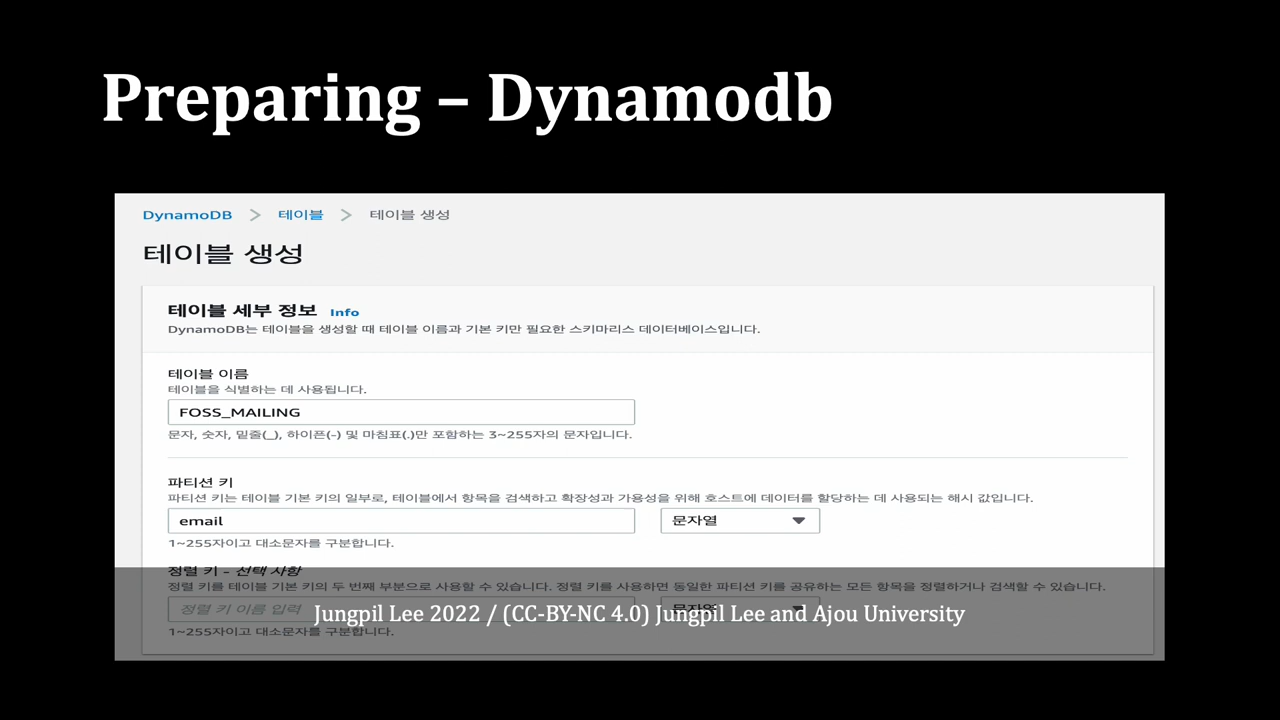 Preparing – Dynamodb
DynamoDB > 테이블 > 테이블 생성
테이블 생성
테이블 세부 정보 Info
DynamoDB는 테이블을 생성할 때 테이블 이름과 기본 키만 필요한 스키마리스 데이터베이스입니다.
테이블 이름
테이블을 식별하는 데 사용됩니다.
FOSS_MAILING
문자, 숫자, 밑줄(_), 하이픈(-) 및 마침표(.)만 포함하는 3~255자의 문자입니다.
파티션 키
파티션 키는 테이블 기본 키의 일부로, 테이블에서 항목을 검색하고 확장성과 가용성을 위해 호스트에 데이터를 할당하는 데 사용되는 해시 값입니다.
email 문자열
1~255자이고 대소문자를 구분합니다.
정렬 키 - 선택 사항
정렬 키를 테이블 기본 키의 두 번째 부분으로 사용할 수 있습니다. 정렬 키를 사용하면 동일한 파티션 키를 공유하는 모든 항목을 정렬하거나 검색할 수 있습니다.
정렬 키 이름 입력 문자열
Jungpil Lee 2022 / (CC-BY-NC 4.0) Jungpil Lee and Ajou University
1~255자이고 대소문자를 구분합니다.